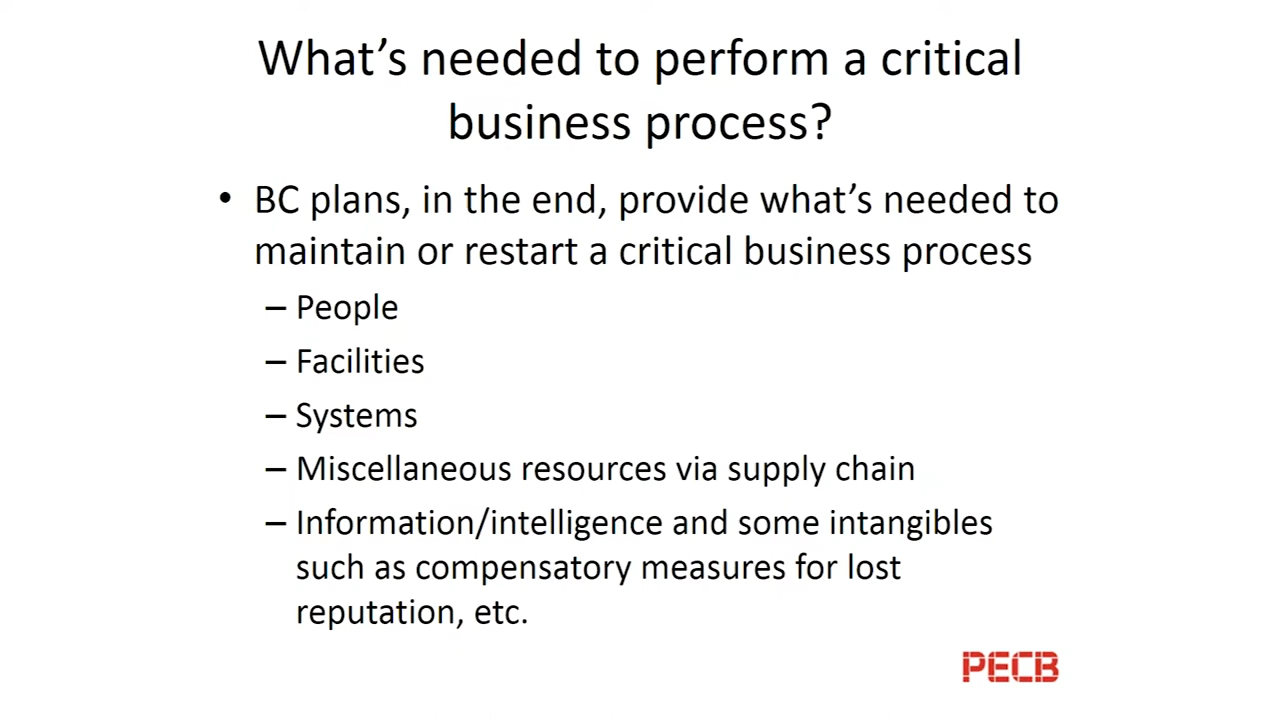 What’s needed to perform a critical
business process?
• BC plans, in the end, provide what’s needed to
maintain or restart a critical business process
– People
– Facilities
– Systems
– Miscellaneous resources via supply chain
– Information/intelligence and some intangibles
such as compensatory measures for lost
reputation, etc.
PECB